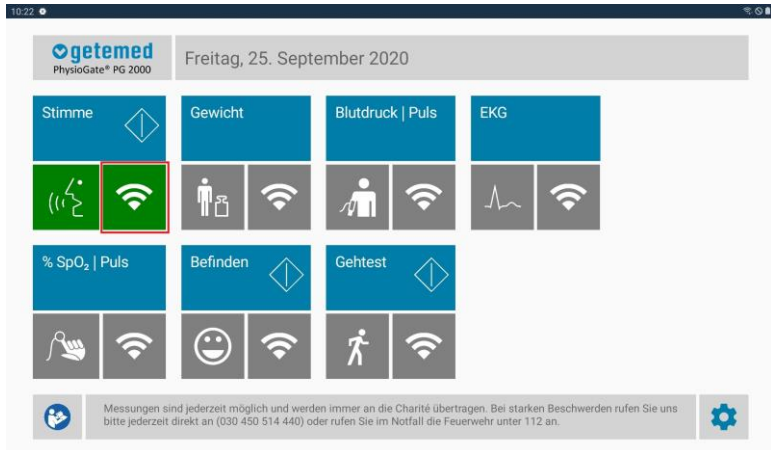 10:22
getemed
PhysioGate® PG 2000
Freitag, 25. September 2020
Stimme
Gewicht
Blutdruck | Puls
EKG
% SpO₂ | Puls
Befinden
Gehtest
Messungen sind jederzeit möglich und werden immer an die Charité übertragen. Bei starken Beschwerden rufen Sie uns
bitte jederzeit direkt an (030 450 514 440) oder rufen Sie im Notfall die Feuerwehr unter 112 an.